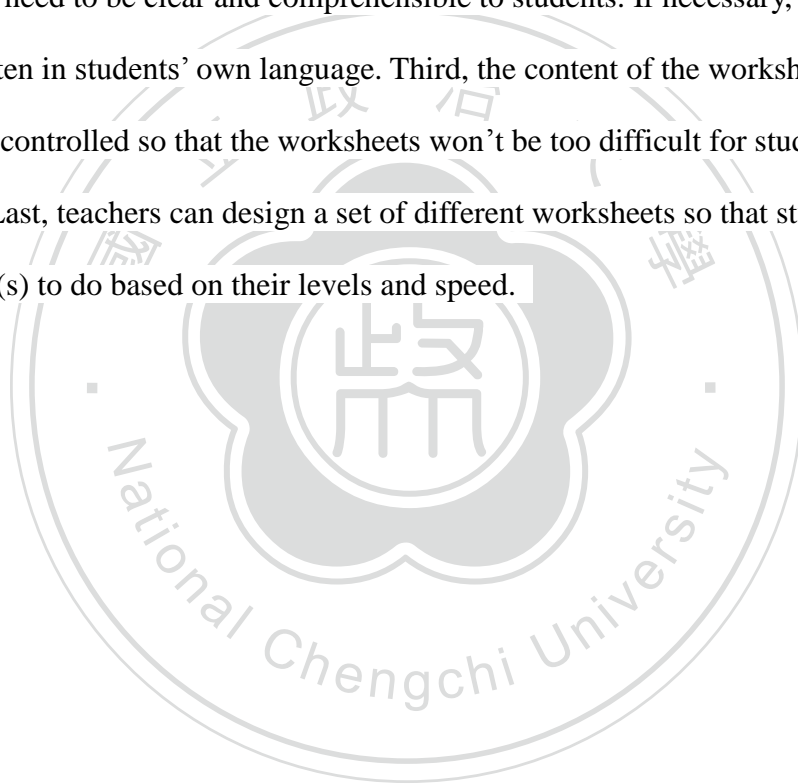 need to be clear and comprehensible to students. If necessary,
ten in students’ own language. Third, the content of the worksh
controlled so that the worksheets won’t be too difficult for stu
Last, teachers can design a set of different worksheets so that st
(s) to do based on their levels and speed.
政 治
學
National Chengchi University